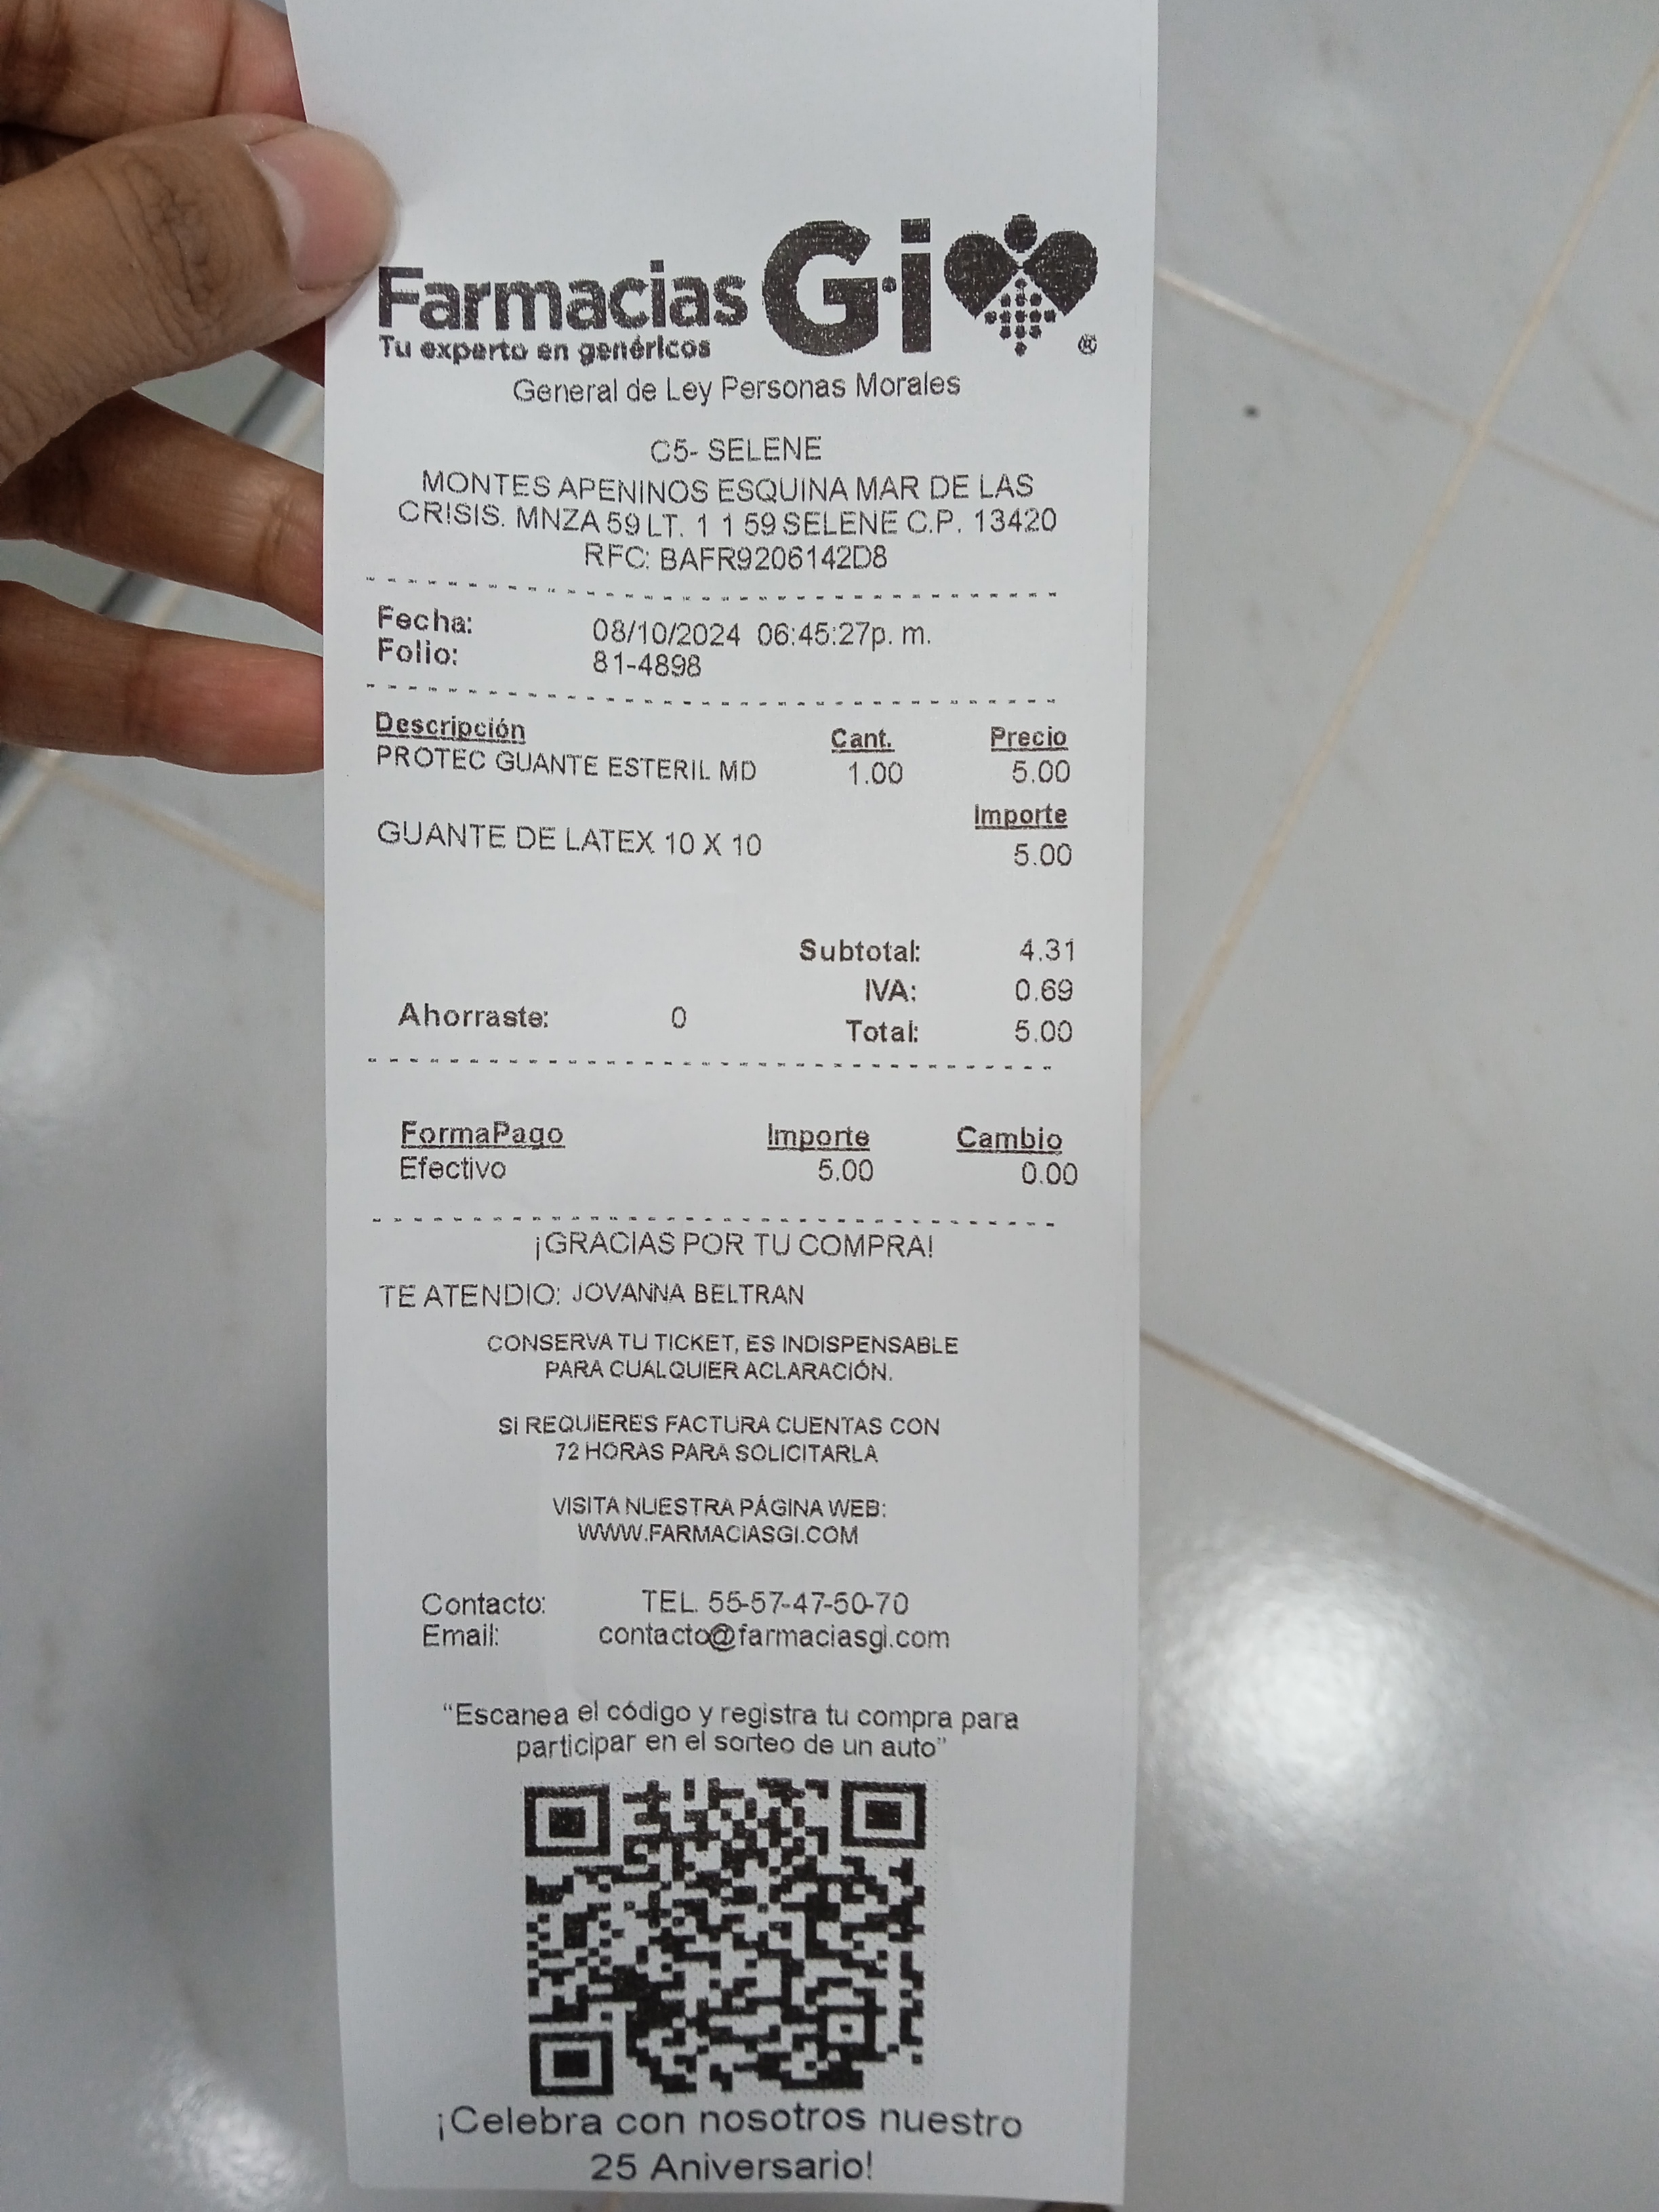 Farmacias G·i
Tu experto en genéricos
®
General de Ley Personas Morales
C5- SELENE
MONTES APENINOS ESQUINA MAR DE LAS
CRISIS. MNZA 59 LT. 1 1 59 SELENE C.P. 13420
RFC: BAFR9206142D8
Fecha: 08/10/2024 06:45:27p. m.
Folio: 81-4898
Descripción Cant. Precio
PROTEC GUANTE ESTERIL MD 1.00 5.00
Importe
GUANTE DE LATEX 10 X 10 5.00
Subtotal: 4.31
IVA: 0.69
Ahorraste: 0 Total: 5.00
FormaPago Importe Cambio
Efectivo 5.00 0.00
¡GRACIAS POR TU COMPRA!
TE ATENDIO: JOVANNA BELTRAN
CONSERVA TU TICKET, ES INDISPENSABLE
PARA CUALQUIER ACLARACIÓN.
SI REQUIERES FACTURA CUENTAS CON
72 HORAS PARA SOLICITARLA
VISITA NUESTRA PÁGINA WEB:
WWW.FARMACIASGI.COM
Contacto: TEL. 55-57-47-50-70
Email: contacto@farmaciasgi.com
“Escanea el código y registra tu compra para
participar en el sorteo de un auto”
¡Celebra con nosotros nuestro
25 Aniversario!